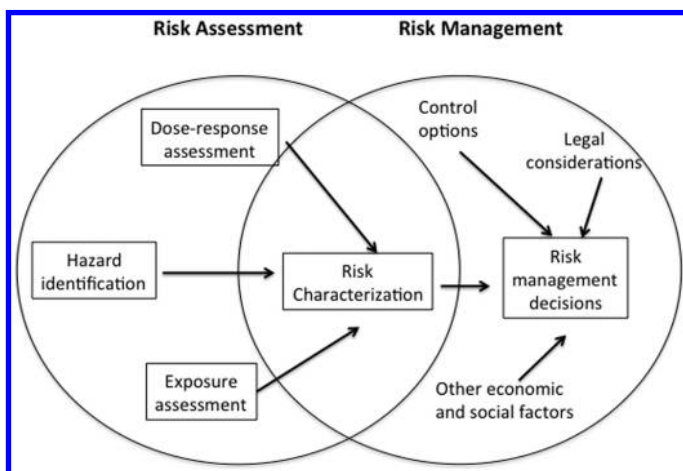 Risk Assessment
Risk Management
Dose-response
assessment
Control
options
Legal
considerations
Hazard
identification
Risk
Characterization
Risk
management
decisions
Exposure
assessment
Other economic
and social factors